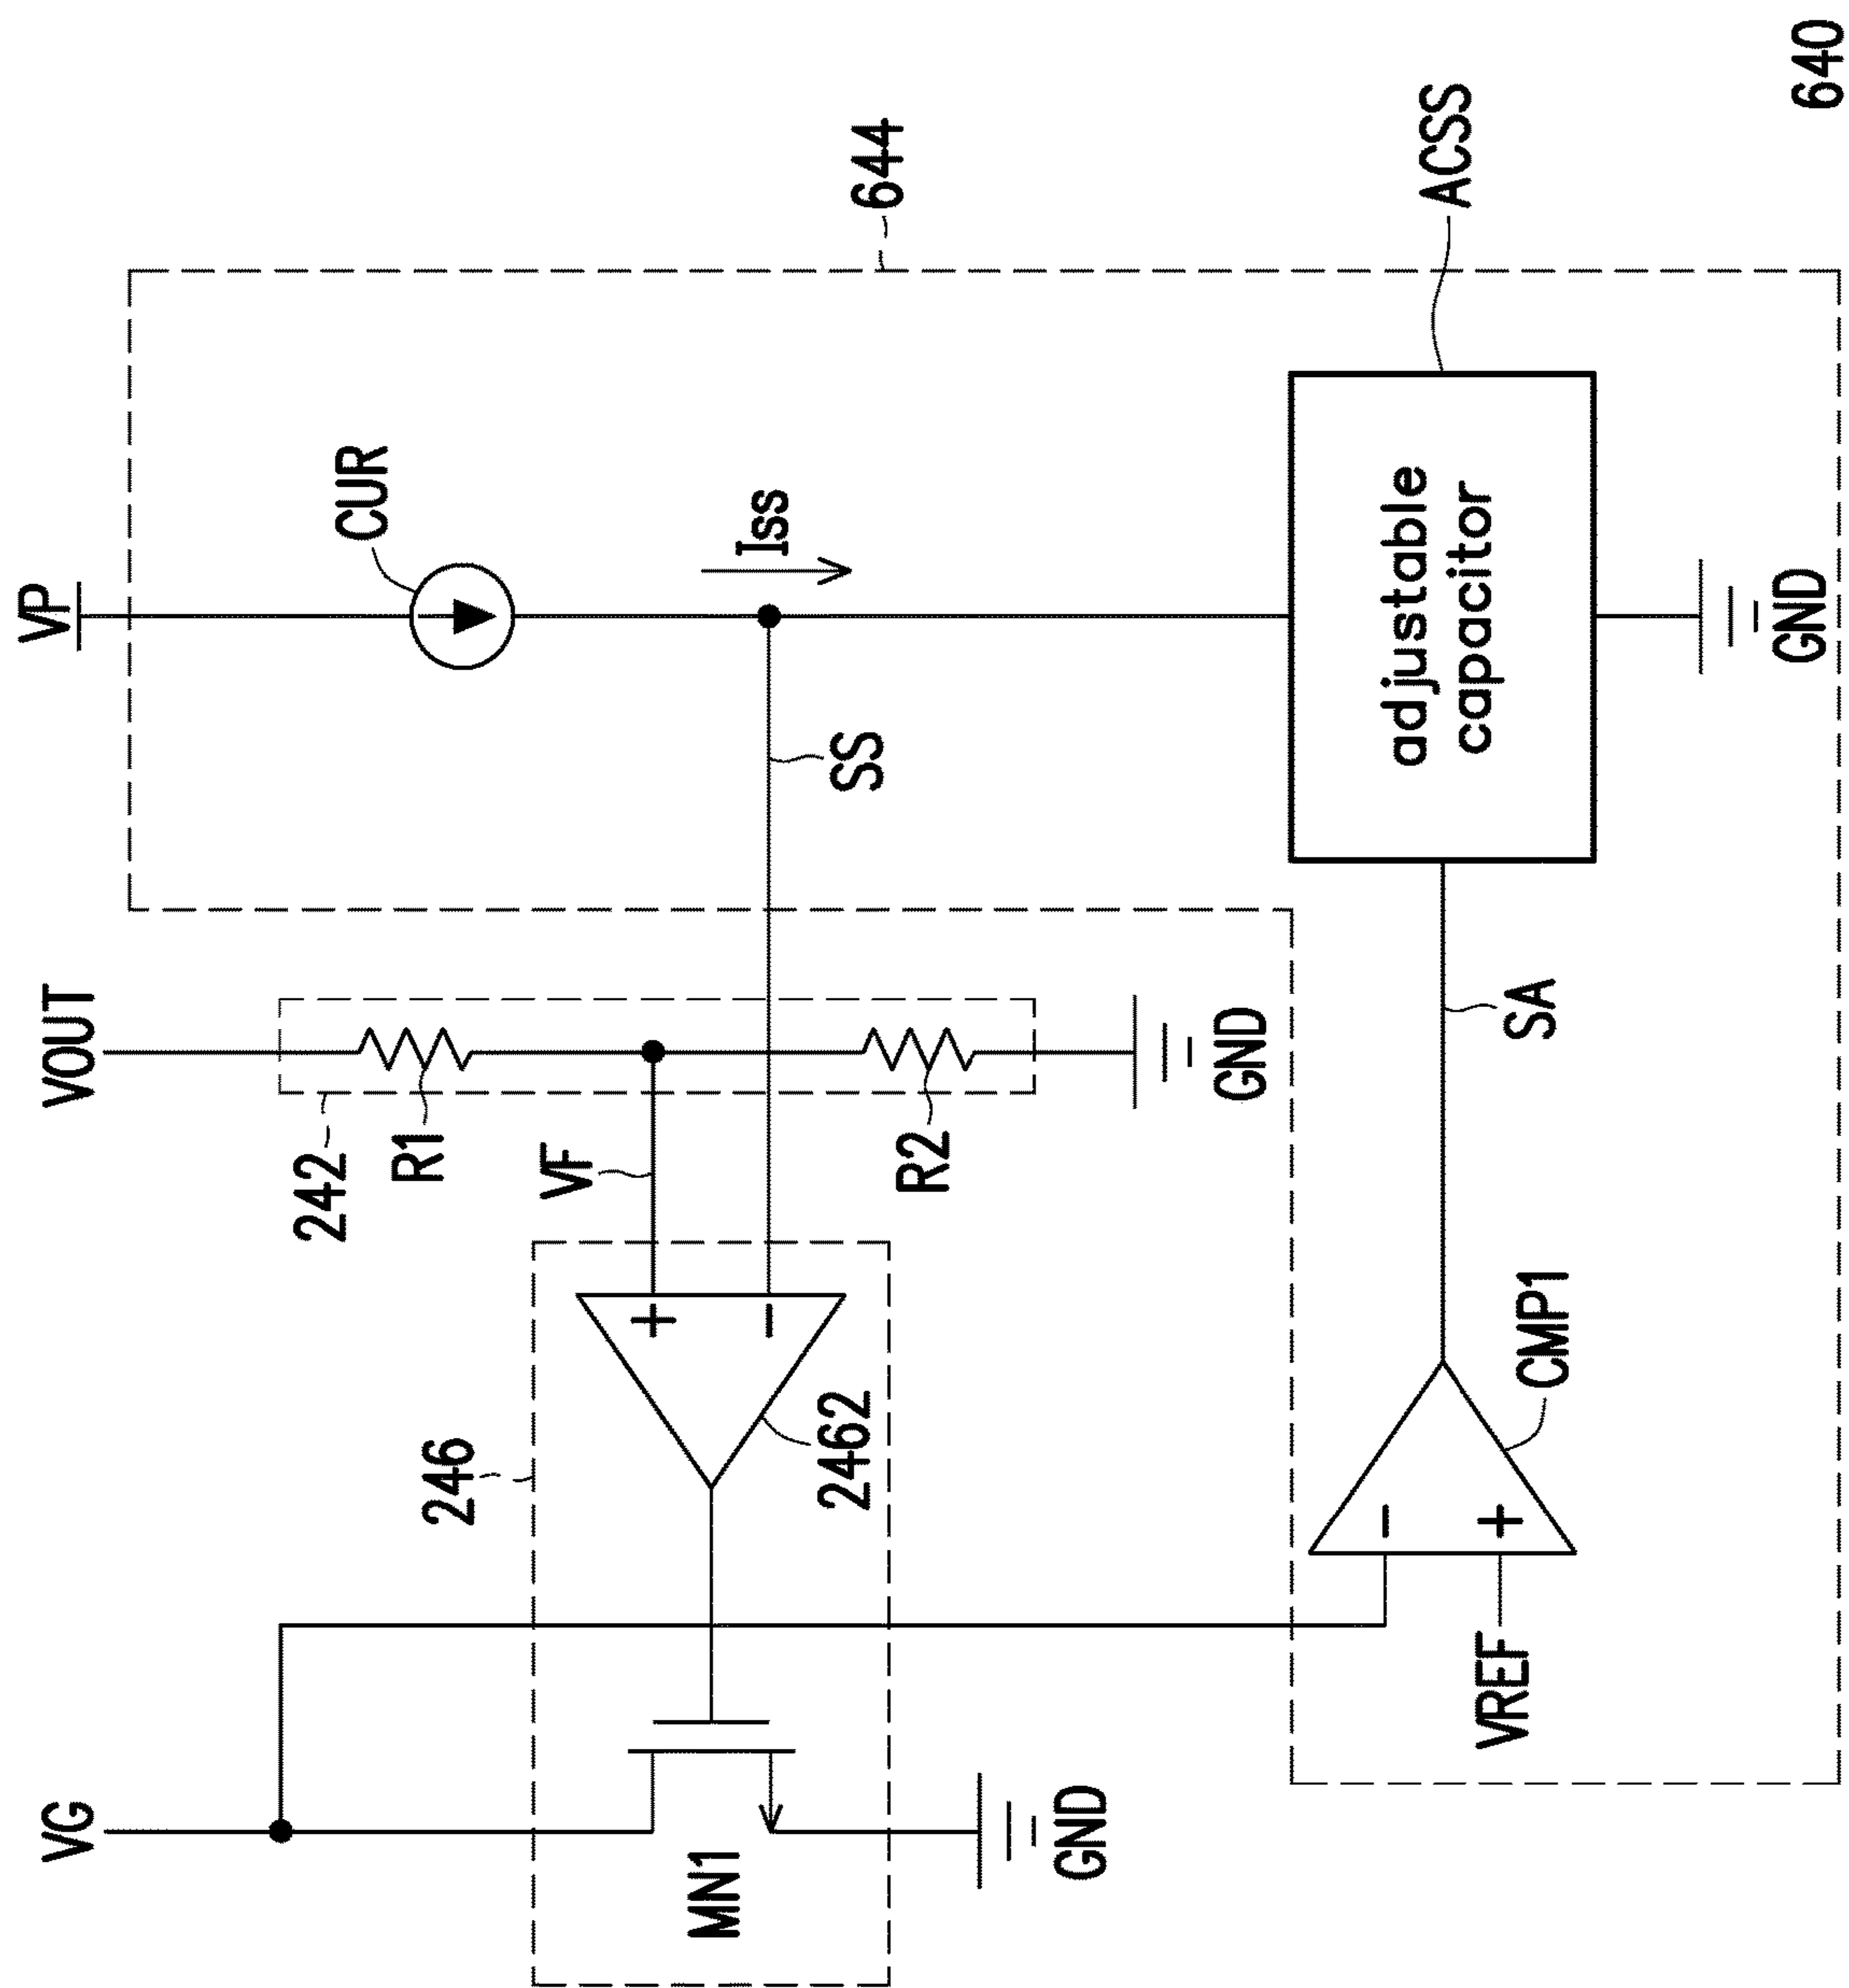 VG
VOUT
VP
242
R1
CUR
246
VF
Iss
644
MN1
2462
SS
R2
GND
GND
adjustable
capacitor
ACSS
VREF
CMP1
SA
GND
640